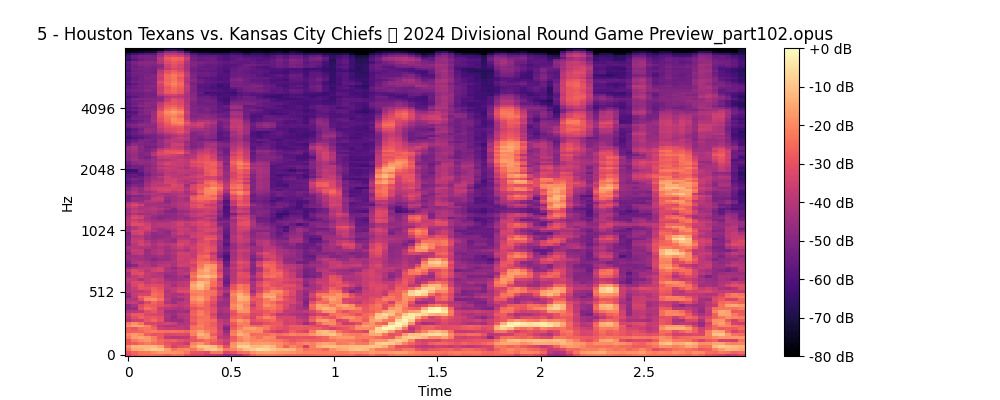 5 - Houston Texans vs. Kansas City Chiefs ▯ 2024 Divisional Round Game Preview_part102.opus
+0 dB
-10 dB
-20 dB
-30 dB
-40 dB
-50 dB
-60 dB
-70 dB
-80 dB
4096
2048
1024
512
0
Hz
0
0.5
1
1.5
2
2.5
Time